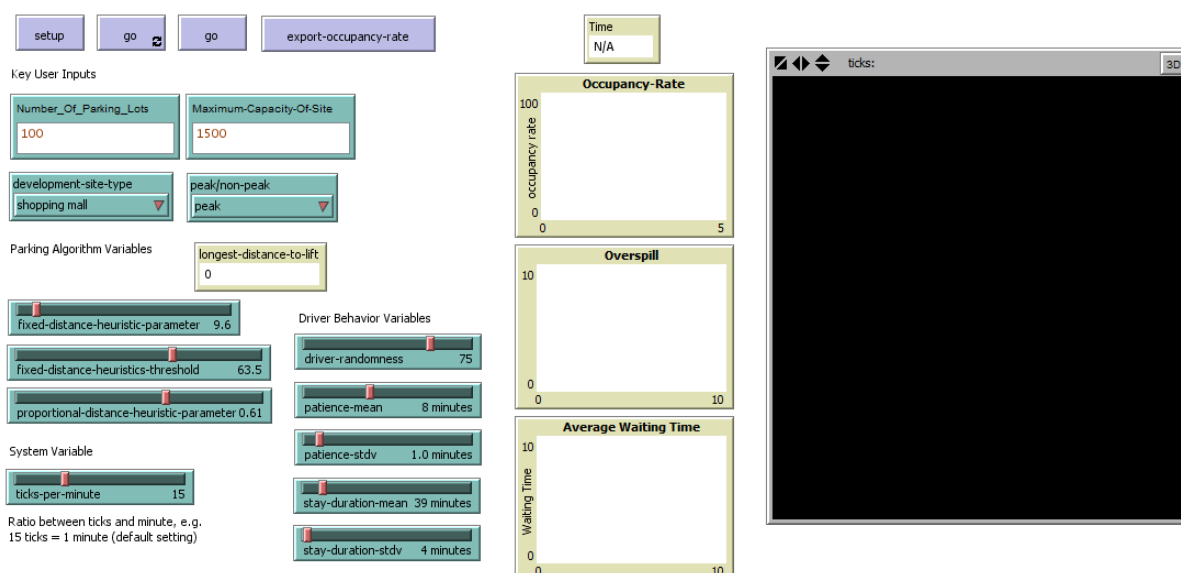 setup
go
go
export-occupancy-rate
Key User Inputs
Number_Of_Parking_Lots
100
Maximum-Capacity-Of-Site
1500
development-site-type
shopping mall
peak/non-peak
peak
Parking Algorithm Variables
longest-distance-to-lift
0
fixed-distance-heuristic-parameter 9.6
fixed-distance-heuristics-threshold 63.5
proportional-distance-heuristic-parameter 0.61
System Variable
ticks-per-minute 15
Ratio between ticks and minute, e.g.
15 ticks = 1 minute (default setting)
Driver Behavior Variables
driver-randomness 75
patience-mean 8 minutes
patience-stdv 1.0 minutes
stay-duration-mean 39 minutes
stay-duration-stdv 4 minutes
Time
N/A
Occupancy-Rate
100
occupancy rate
0
0 5
Overspill
10
0
0 10
Average Waiting Time
10
Waiting Time
0
0 10
ticks:
3D